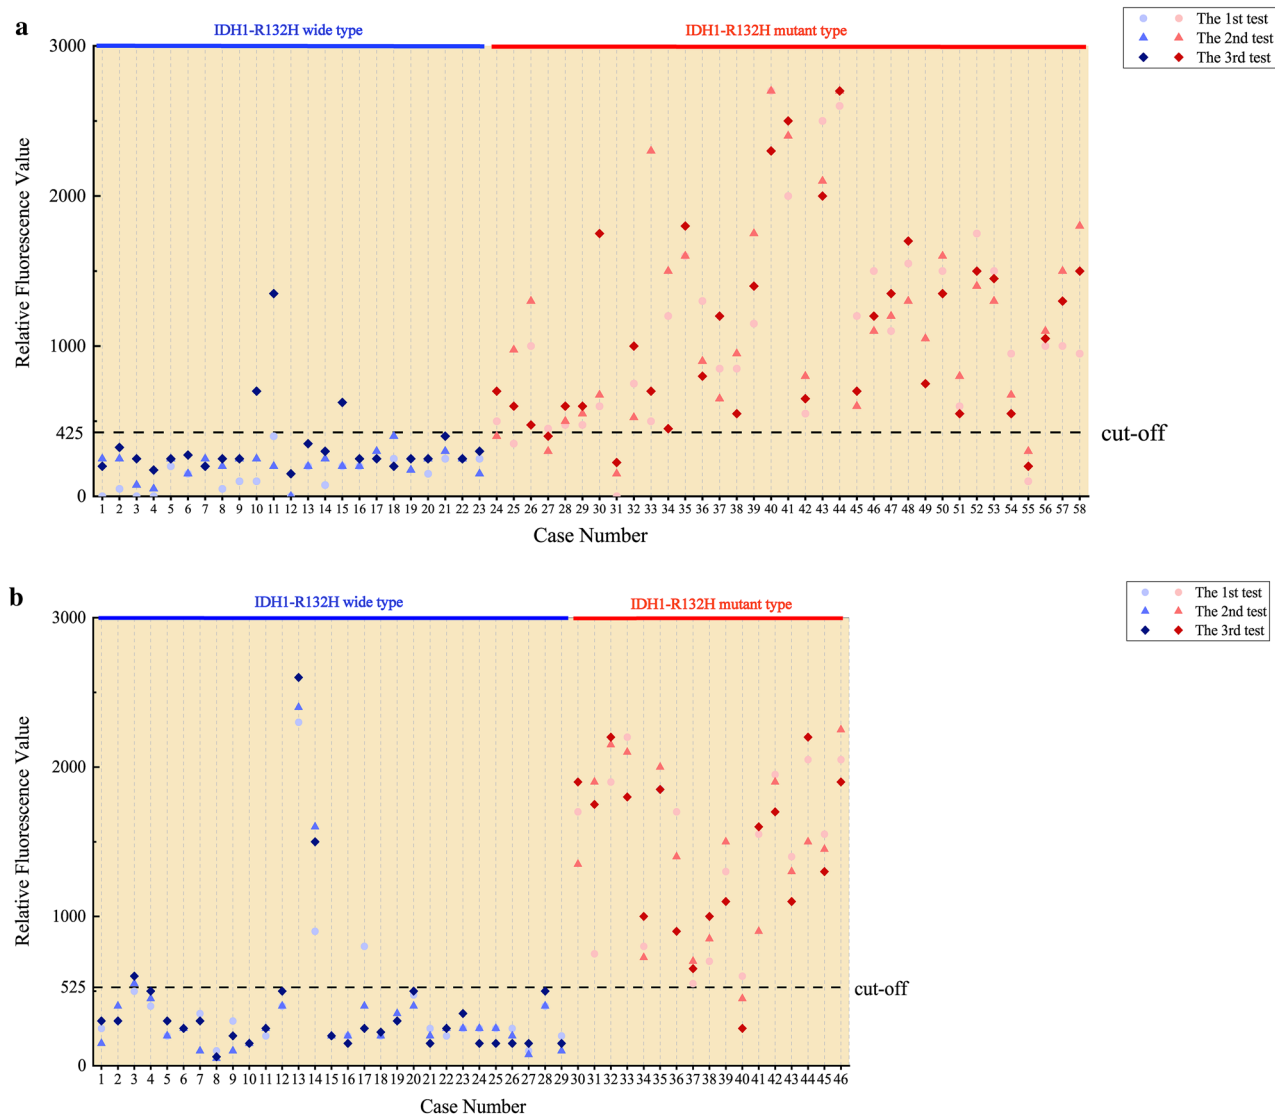 a
IDH1-R132H wide type
IDH1-R132H mutant type
The 1st test
The 2nd test
The 3rd test
Relative Fluorescence Value
3000
2000
1000
425
0
cut-off
1 2 3 4 5 6 7 8 9 10 11 12 13 14 15 16 17 18 19 20 21 22 23 24 25 26 27 28 29 30 31 32 33 34 35 36 37 38 39 40 41 42 43 44 45 46 47 48 49 50 51 52 53 54 55 56 57 58
Case Number
b
IDH1-R132H wide type
IDH1-R132H mutant type
The 1st test
The 2nd test
The 3rd test
Relative Fluorescence Value
3000
2000
1000
525
0
cut-off
1 2 3 4 5 6 7 8 9 10 11 12 13 14 15 16 17 18 19 20 21 22 23 24 25 26 27 28 29 30 31 32 33 34 35 36 37 38 39 40 41 42 43 44 45 46
Case Number